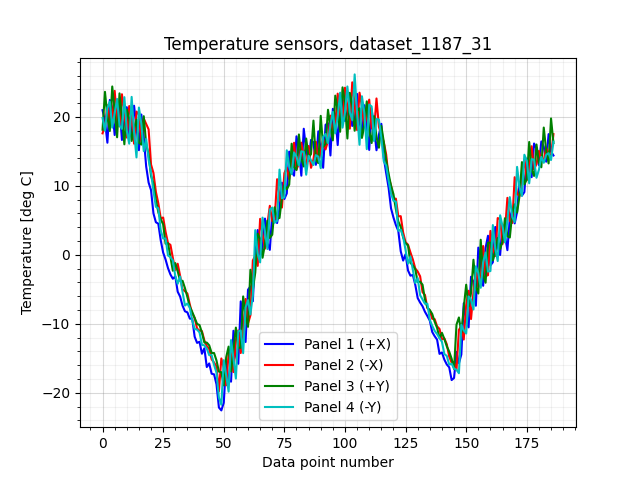 Temperature sensors, dataset_1187_31
Temperature [deg C]
20
10
0
−10
−20
Panel 1 (+X)
Panel 2 (-X)
Panel 3 (+Y)
Panel 4 (-Y)
0 25 50 75 100 125 150 175
Data point number